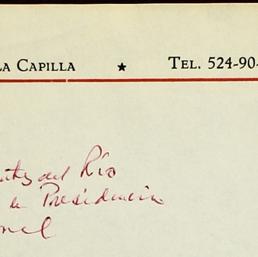 LA CAPILLA ★ TEL. 524-90-
del Río
Presidencia